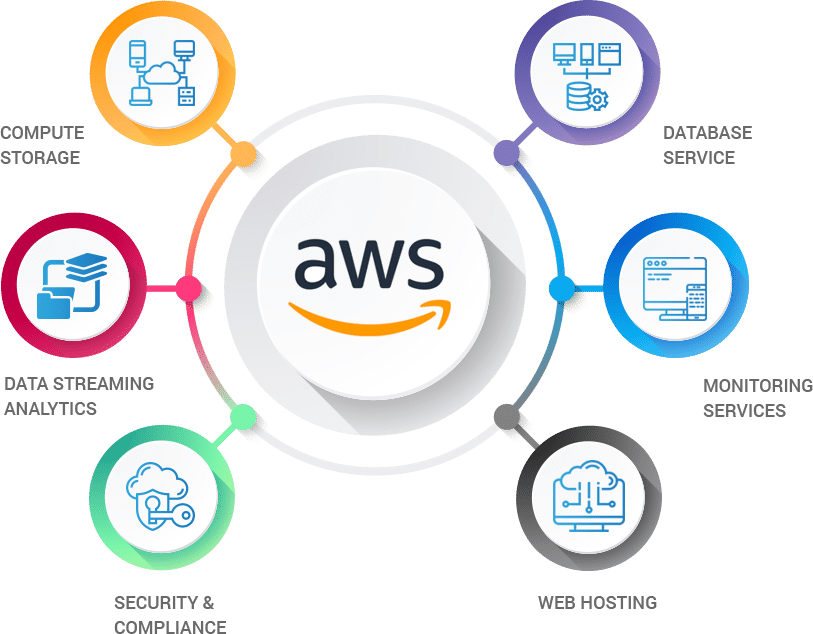 COMPUTE
STORAGE
DATABASE
SERVICE
aws
DATA STREAMING
ANALYTICS
MONITORING
SERVICES
SECURITY &
COMPLIANCE
WEB HOSTING